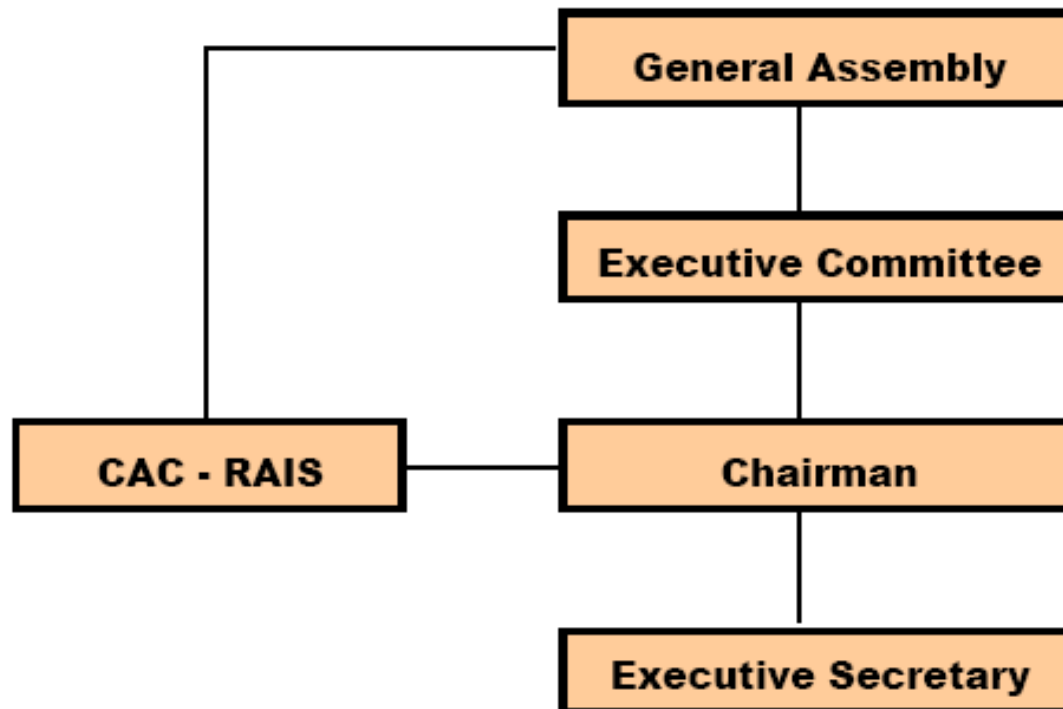 General Assembly
Executive Committee
CAC - RAIS
Chairman
Executive Secretary